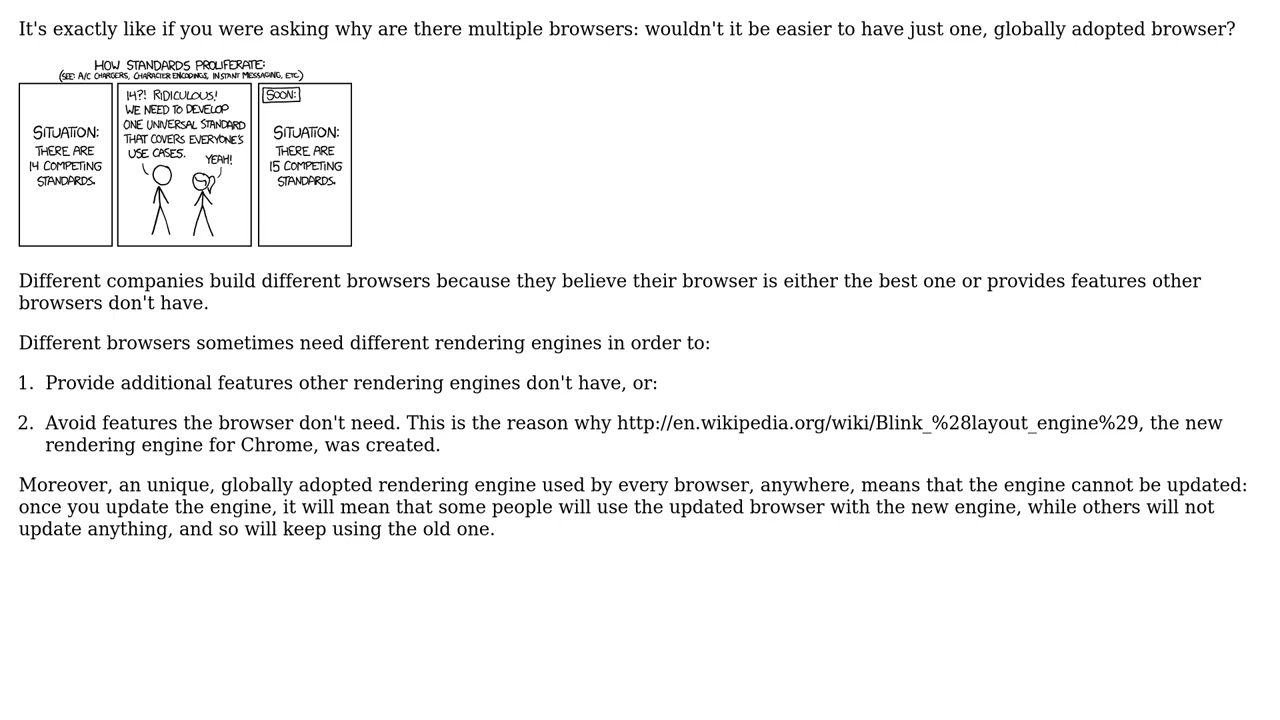 It's exactly like if you were asking why are there multiple browsers: wouldn't it be easier to have just one, globally adopted browser?
HOW STANDARDS PROLIFERATE:
(SEE: A/C CHARGERS, CHARACTER ENCODINGS, INSTANT MESSAGING, ETC.)
SITUATION:
THERE ARE
14 COMPETING
STANDARDS.
14?! RIDICULOUS!
WE NEED TO DEVELOP
ONE UNIVERSAL STANDARD
THAT COVERS EVERYONE'S
USE CASES.
YEAH!
SOON:
SITUATION:
THERE ARE
15 COMPETING
STANDARDS.
Different companies build different browsers because they believe their browser is either the best one or provides features other
browsers don't have.
Different browsers sometimes need different rendering engines in order to:
1. Provide additional features other rendering engines don't have, or:
2. Avoid features the browser don't need. This is the reason why http://en.wikipedia.org/wiki/Blink_%28layout_engine%29, the new
rendering engine for Chrome, was created.
Moreover, an unique, globally adopted rendering engine used by every browser, anywhere, means that the engine cannot be updated:
once you update the engine, it will mean that some people will use the updated browser with the new engine, while others will not
update anything, and so will keep using the old one.